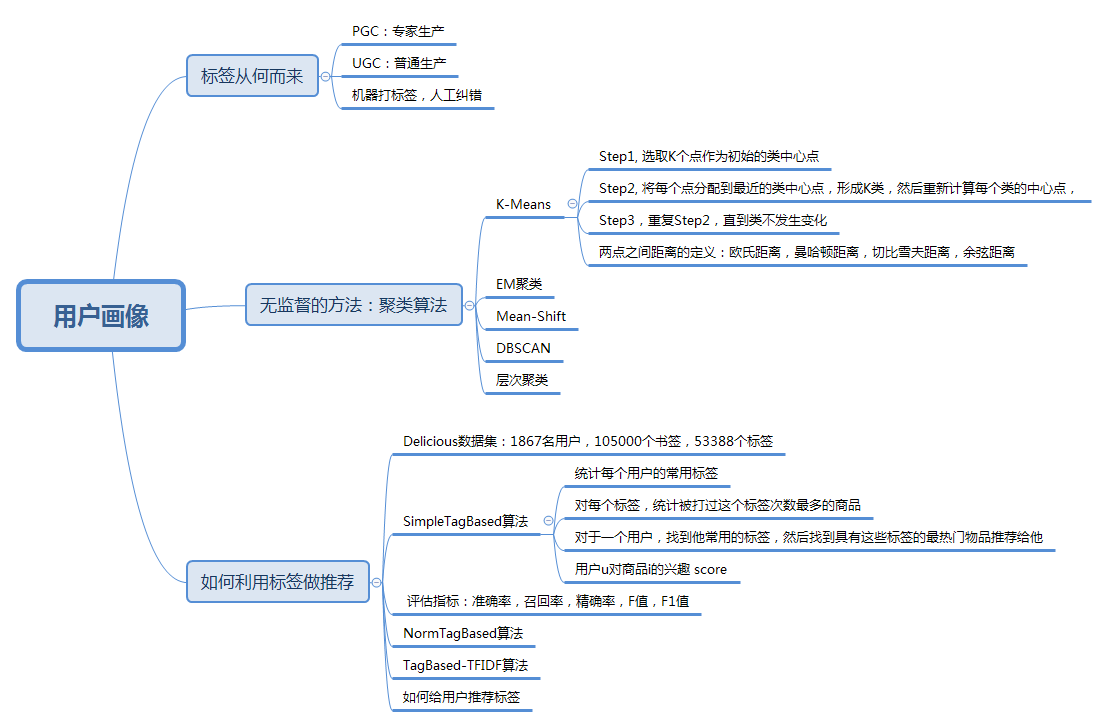 用户画像
标签从何而来
PGC：专家生产
UGC：普通生产
机器打标签，人工纠错
无监督的方法：聚类算法
K-Means
Step1, 选取K个点作为初始的类中心点
Step2, 将每个点分配到最近的类中心点，形成K类，然后重新计算每个类的中心点，
Step3，重复Step2，直到类不发生变化
两点之间距离的定义：欧氏距离，曼哈顿距离，切比雪夫距离，余弦距离
EM聚类
Mean-Shift
DBSCAN
层次聚类
如何利用标签做推荐
Delicious数据集：1867名用户，105000个书签，53388个标签
SimpleTagBased算法
统计每个用户的常用标签
对每个标签，统计被打过这个标签次数最多的商品
对于一个用户，找到他常用的标签，然后找到具有这些标签的最热门物品推荐给他
用户u对商品i的兴趣 score
评估指标：准确率，召回率，精确率，F值，F1值
NormTagBased算法
TagBased-TFIDF算法
如何给用户推荐标签